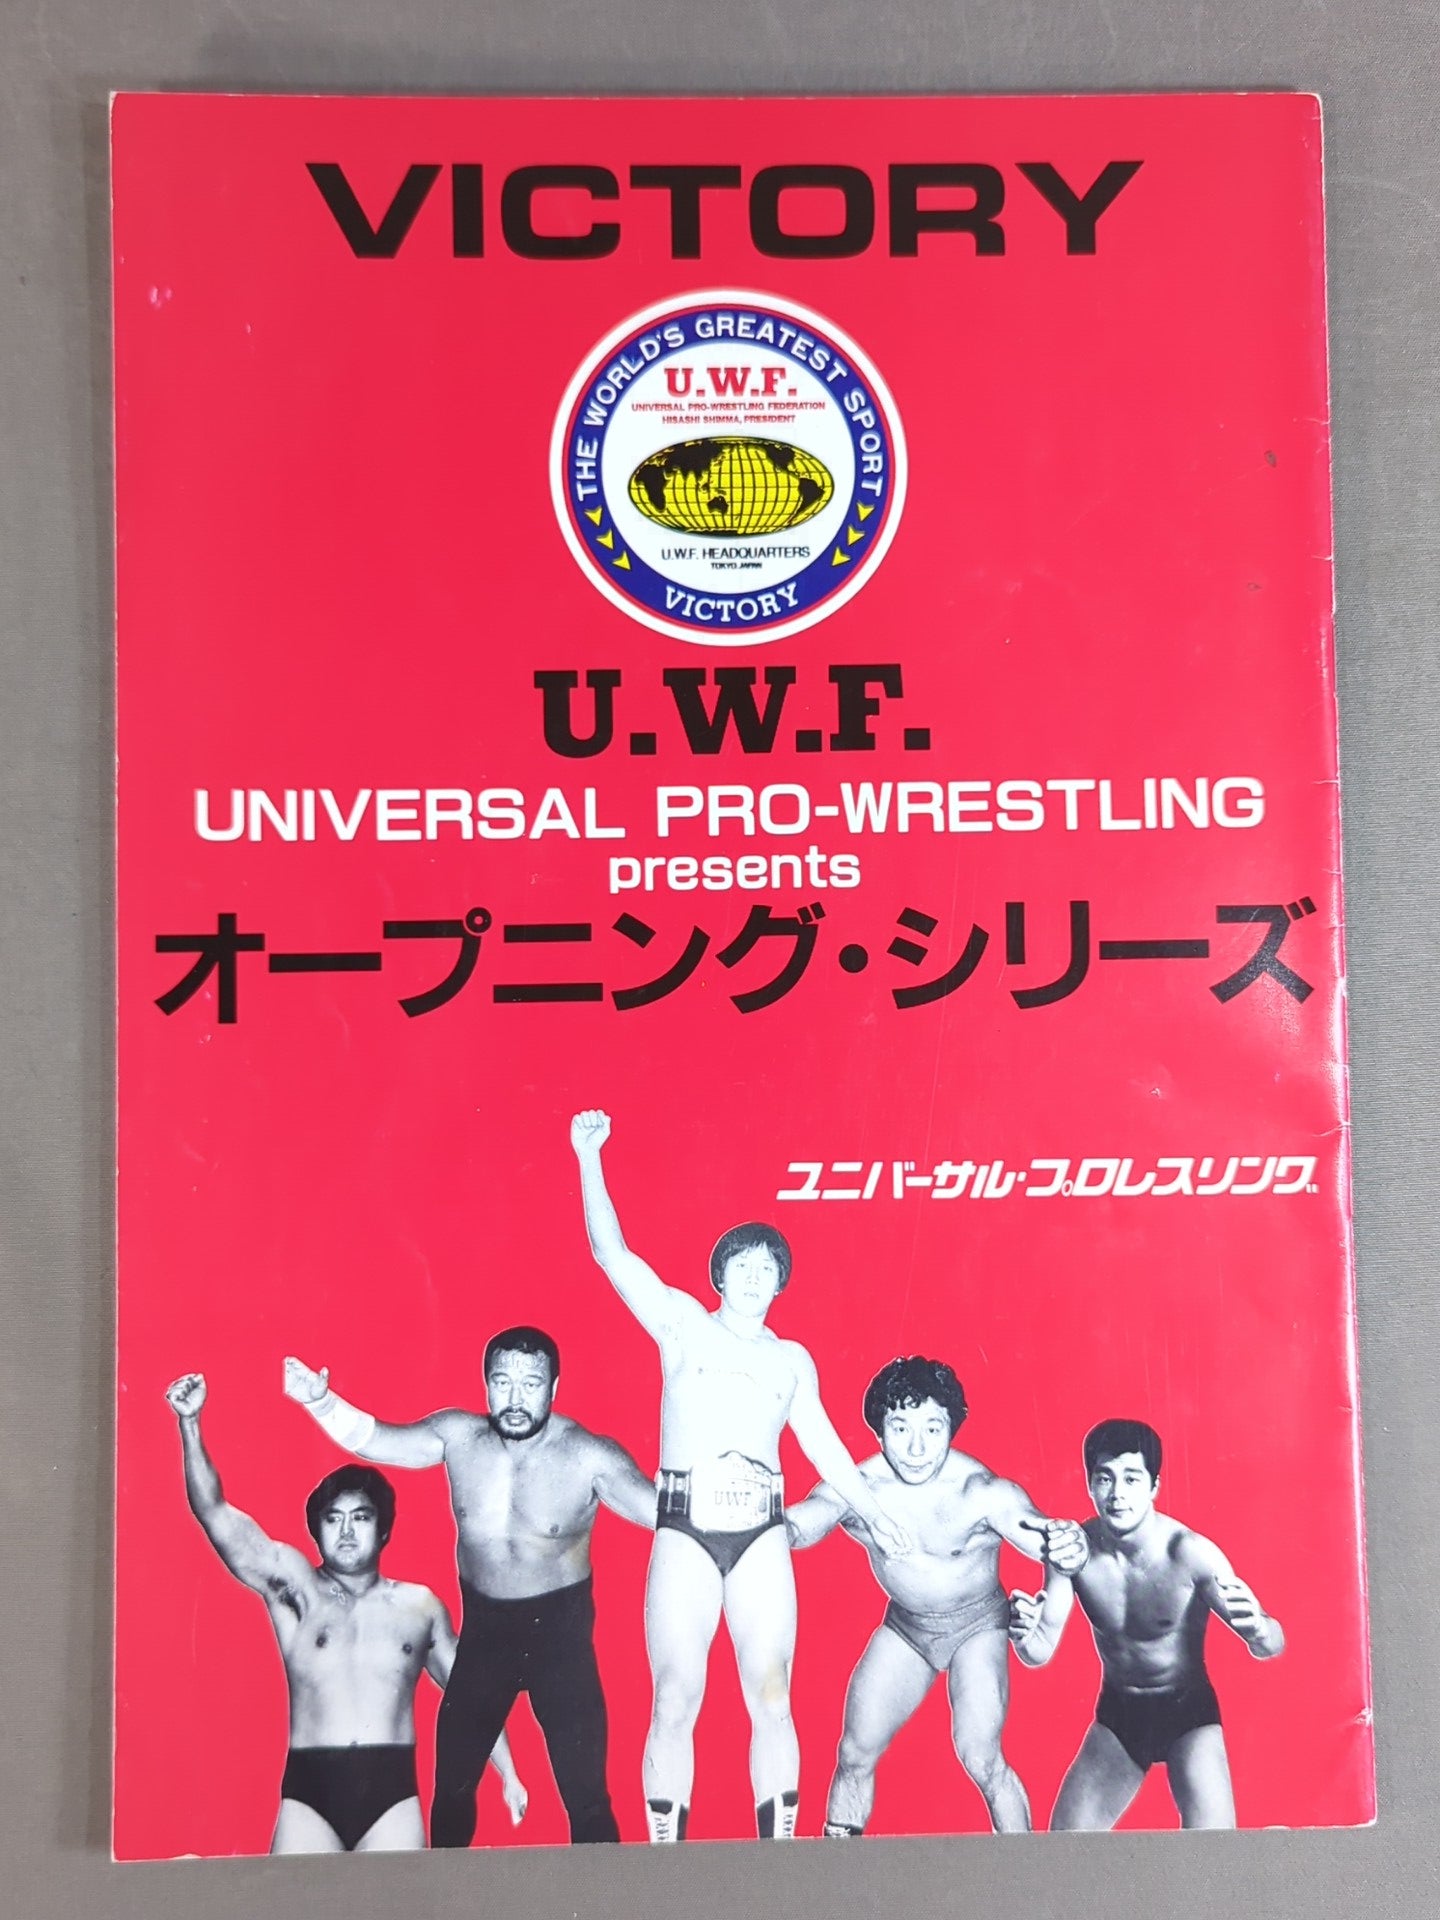 VICTORY
THE WORLD'S GREATEST SPORT
U.W.F.
UNIVERSAL PRO-WRESTLING FEDERATION
HISASHI SHIMMA, PRESIDENT
U.W.F. HEADQUARTERS
TOKYO JAPAN
VICTORY
U.W.F.
UNIVERSAL PRO-WRESTLING
presents
オープニング・シリーズ
ユニバーサル・プロレスリング
UWF